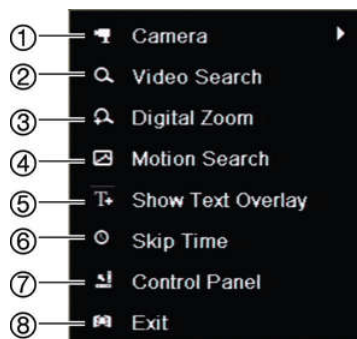 ① Camera
② Video Search
③ Digital Zoom
④ Motion Search
⑤ T+ Show Text Overlay
⑥ Skip Time
⑦ Control Panel
⑧ Exit